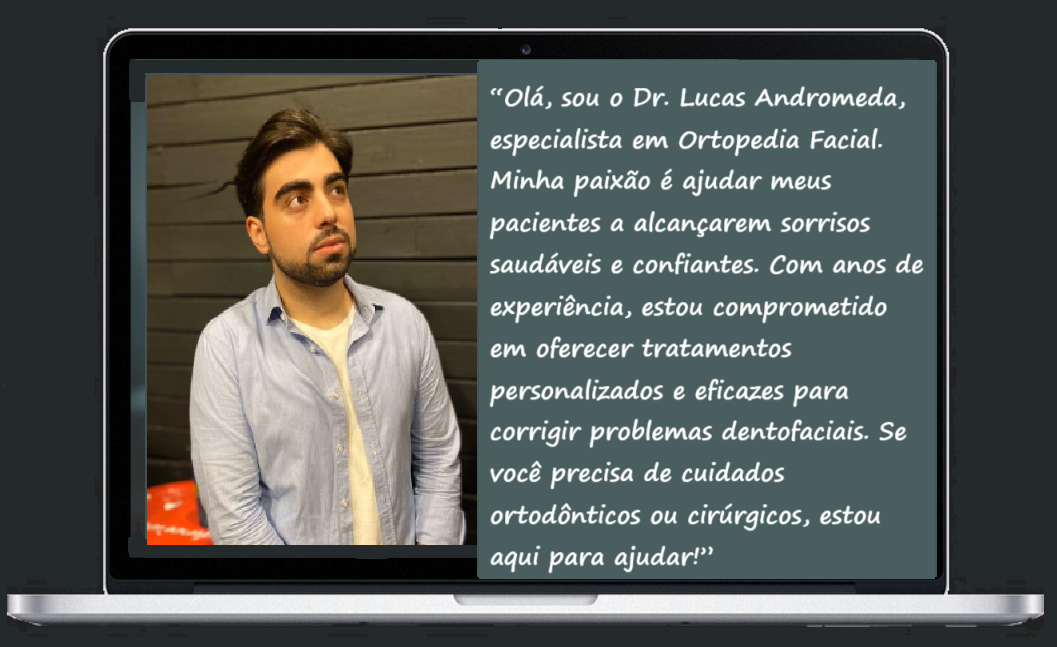 “Olá, sou o Dr. Lucas Andromeda,
especialista em Ortopedia Facial.
Minha paixão é ajudar meus
pacientes a alcançarem sorrisos
saudáveis e confiantes. Com anos de
experiência, estou comprometido
em oferecer tratamentos
personalizados e eficazes para
corrigir problemas dentofaciais. Se
você precisa de cuidados
ortodônticos ou cirúrgicos, estou
aqui para ajudar!”